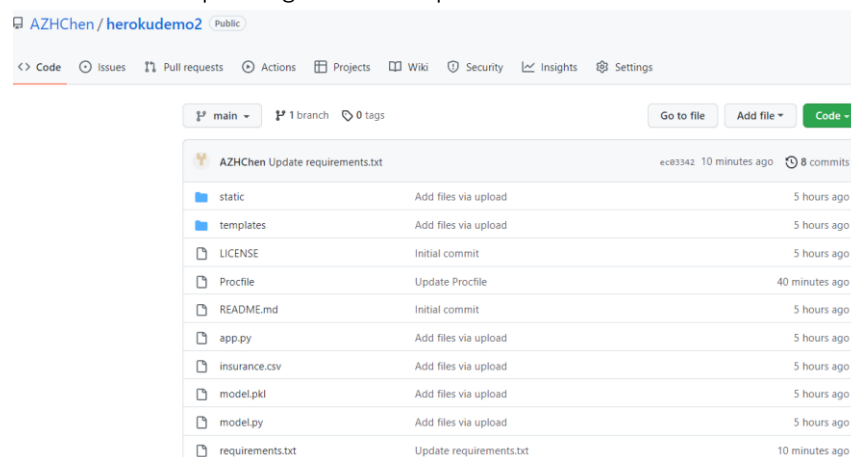 AZHChen / herokudemo2 Public
<> Code Issues Pull requests Actions Projects Wiki Security Insights Settings
main 1 branch 0 tags Go to file Add file Code
AZHChen Update requirements.txt ec03342 10 minutes ago 8 commits
static Add files via upload 5 hours ago
templates Add files via upload 5 hours ago
LICENSE Initial commit 5 hours ago
Procfile Update Procfile 40 minutes ago
README.md Initial commit 5 hours ago
app.py Add files via upload 5 hours ago
insurance.csv Add files via upload 5 hours ago
model.pkl Add files via upload 5 hours ago
model.py Add files via upload 5 hours ago
requirements.txt Update requirements.txt 10 minutes ago